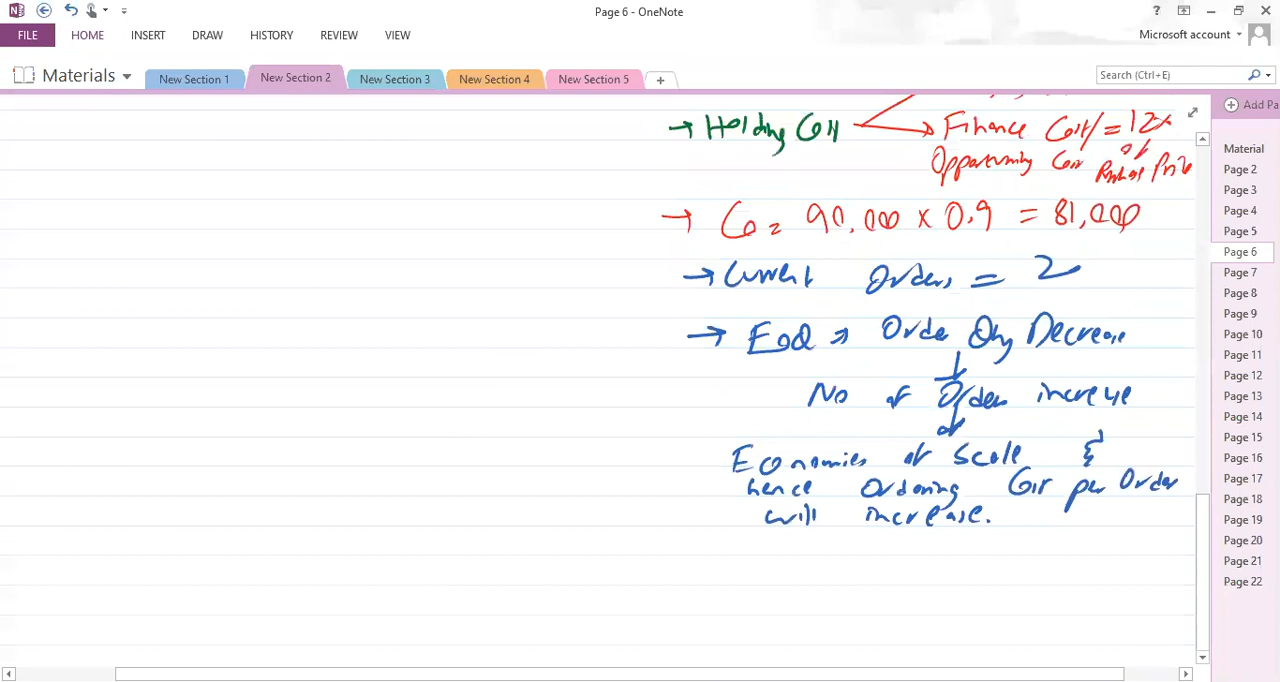 Page 6 - OneNote
?
FILE HOME INSERT DRAW HISTORY REVIEW VIEW
Microsoft account
Materials
New Section 1 New Section 2 New Section 3 New Section 4 New Section 5 +
Search (Ctrl+E)
Add Pa
Material
Page 2
Page 3
Page 4
Page 5
Page 6
Page 7
Page 8
Page 9
Page 10
Page 11
Page 12
Page 13
Page 14
Page 15
Page 16
Page 17
Page 18
Page 19
Page 20
Page 21
Page 22
→ Holding Cost → Finance Cost/ = 12%
Opportunity Cost of Purchase Price
→ Co = 90,000 x 0.9 = 81,000
→ Current Orders = 2
→ EOQ → Order Qty Decrease
No of Orders increase
Economies of Scale &
hence Ordering Cost per Order
will increase.